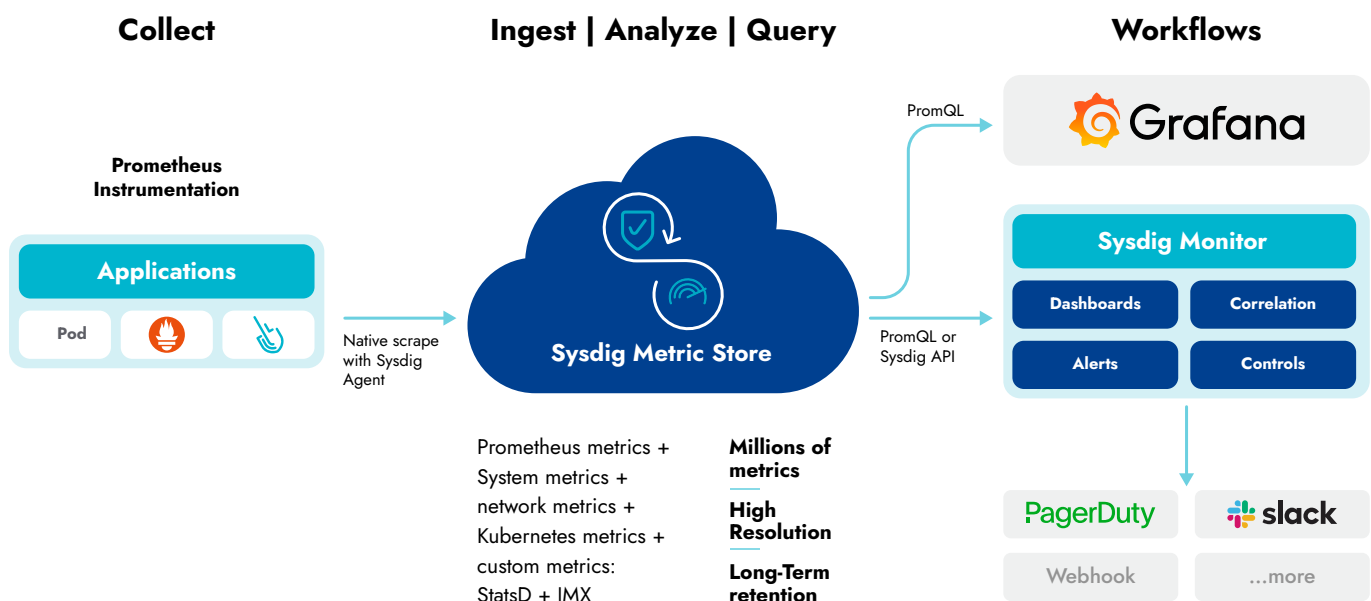 Collect
Ingest | Analyze | Query
Workflows
Prometheus
Instrumentation
Applications
Pod
Native scrape
with Sysdig
Agent
Sysdig Metric Store
PromQL
PromQL or
Sysdig API
Grafana
Sysdig Monitor
Dashboards
Correlation
Alerts
Controls
Prometheus metrics +
System metrics +
network metrics +
Kubernetes metrics +
custom metrics:
StatsD + JMX
Millions of
metrics
High
Resolution
Long-Term
retention
PagerDuty
slack
Webhook
...more